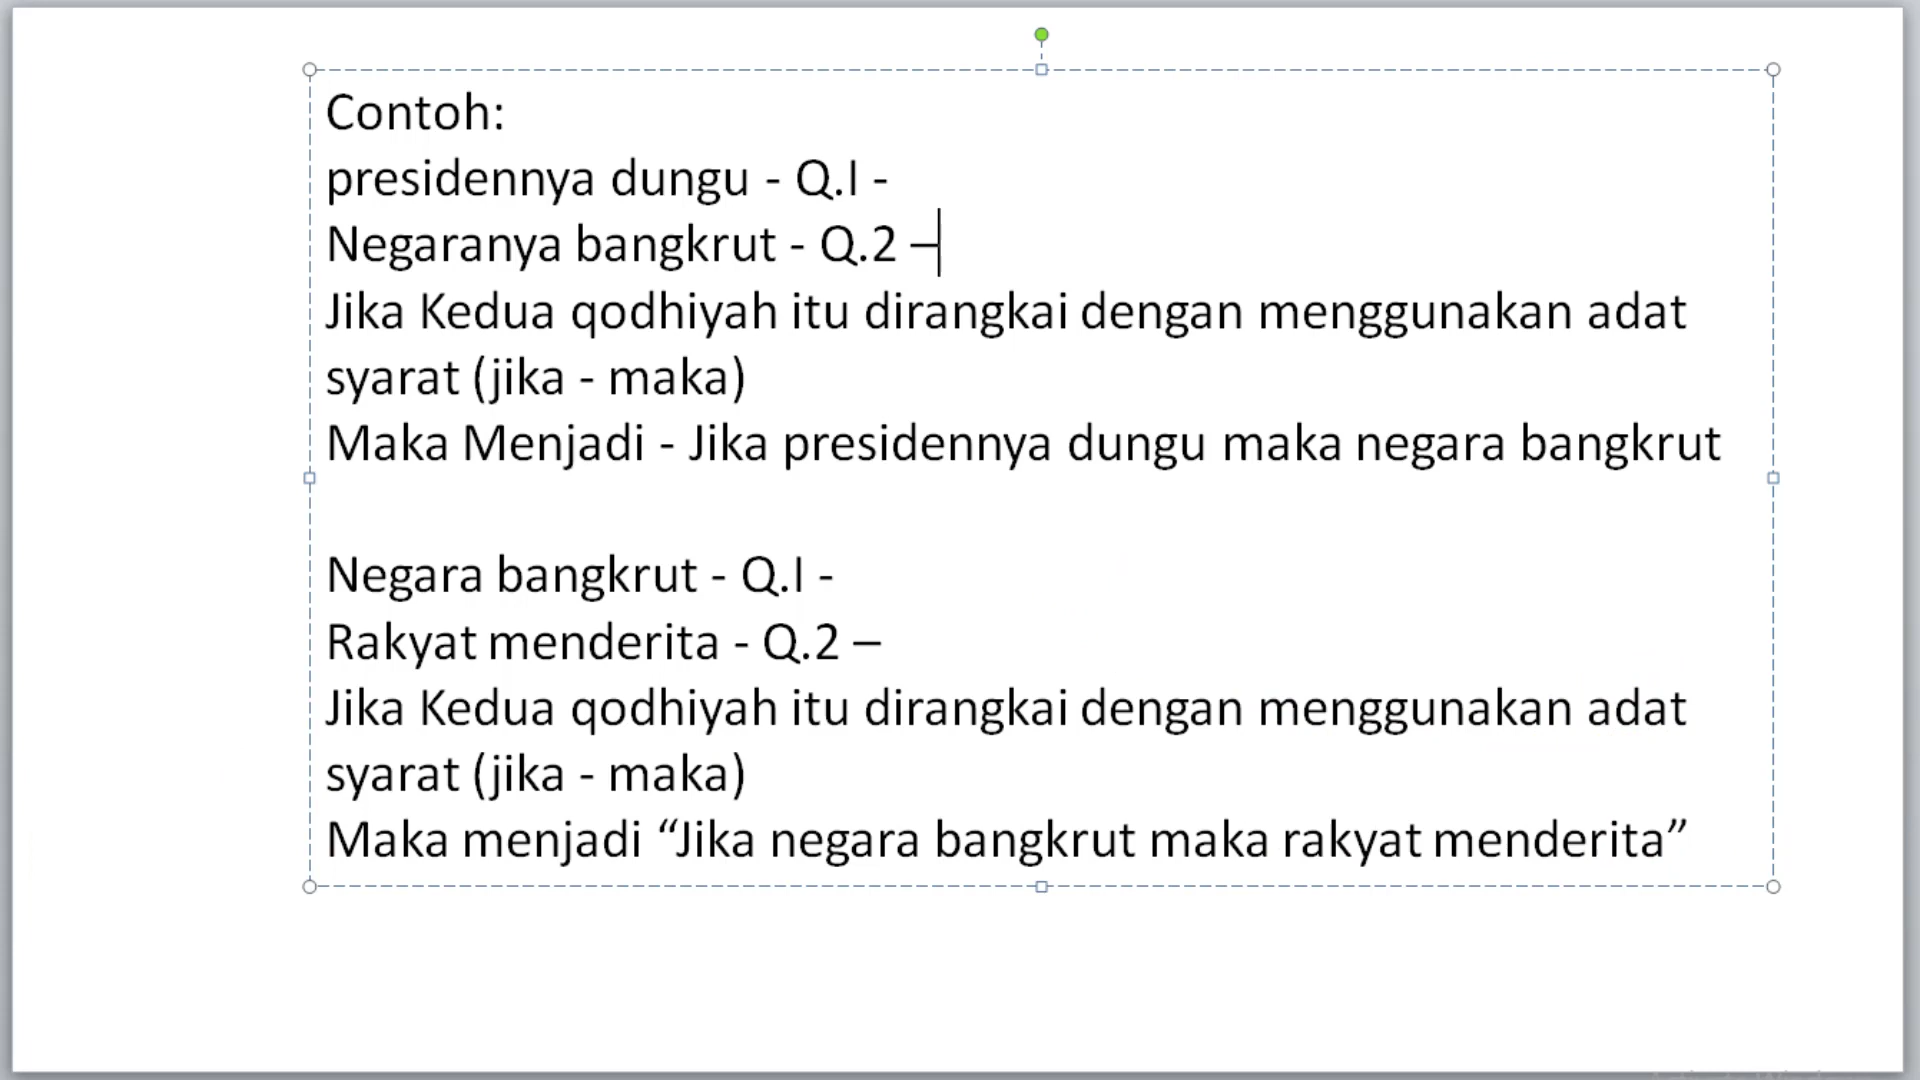 Contoh:
presidennya dungu - Q.I -
Negaranya bangkrut - Q.2 –
Jika Kedua qodhiyah itu dirangkai dengan menggunakan adat
syarat (jika - maka)
Maka Menjadi - Jika presidennya dungu maka negara bangkrut
Negara bangkrut - Q.I -
Rakyat menderita - Q.2 –
Jika Kedua qodhiyah itu dirangkai dengan menggunakan adat
syarat (jika - maka)
Maka menjadi “Jika negara bangkrut maka rakyat menderita”